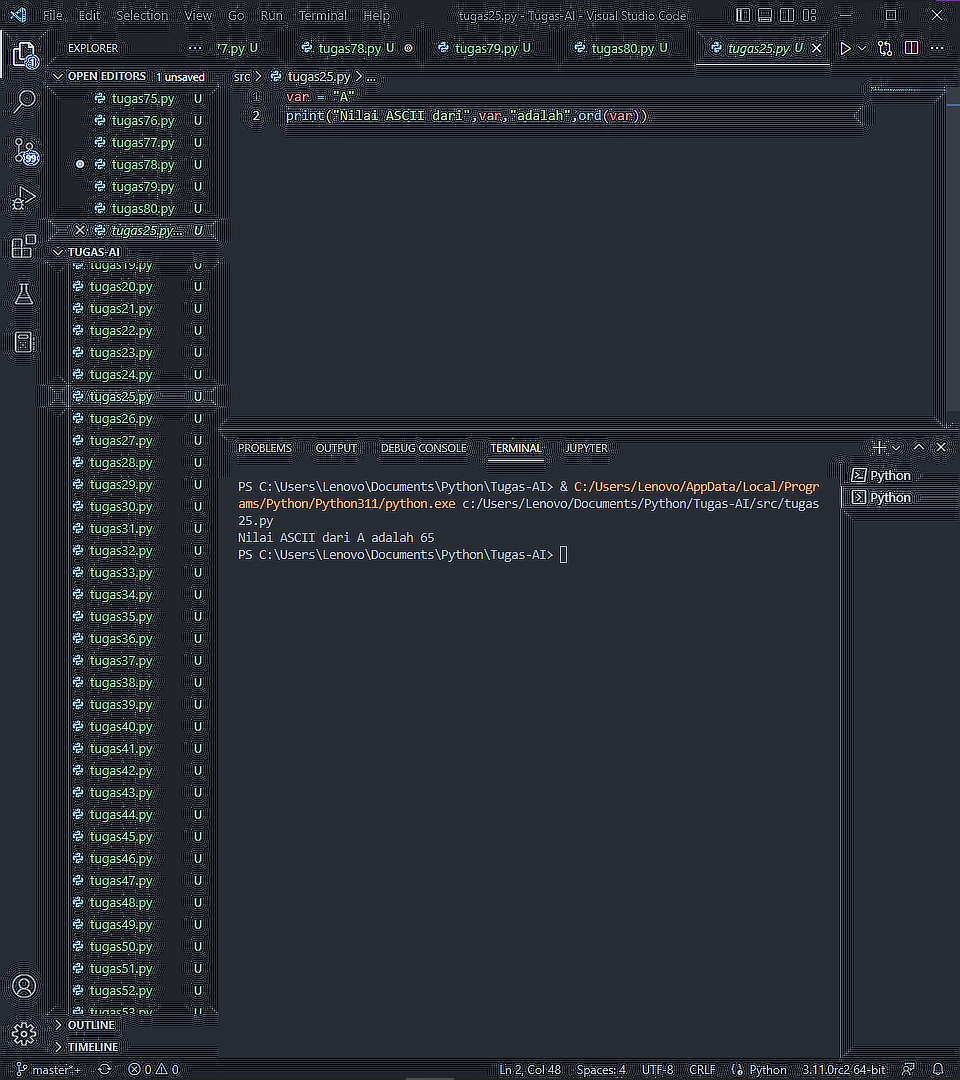 File Edit Selection View Go Run Terminal Help tugas25.py - Tugas-AI - Visual Studio Code
EXPLORER
77.py U tugas78.py U tugas79.py U tugas80.py U tugas25.py U
OPEN EDITORS 1 unsaved
tugas75.py U
tugas76.py U
tugas77.py U
tugas78.py U
tugas79.py U
tugas80.py U
tugas25.py... U
TUGAS-AI
tugas19.py U
tugas20.py U
tugas21.py U
tugas22.py U
tugas23.py U
tugas24.py U
tugas25.py U
tugas26.py U
tugas27.py U
tugas28.py U
tugas29.py U
tugas30.py U
tugas31.py U
tugas32.py U
tugas33.py U
tugas34.py U
tugas35.py U
tugas36.py U
tugas37.py U
tugas38.py U
tugas39.py U
tugas40.py U
tugas41.py U
tugas42.py U
tugas43.py U
tugas44.py U
tugas45.py U
tugas46.py U
tugas47.py U
tugas48.py U
tugas49.py U
tugas50.py U
tugas51.py U
tugas52.py U
tugas53.py U
OUTLINE
TIMELINE
1
99
src > tugas25.py > ...
1 var = "A"
2 print("Nilai ASCII dari",var,"adalah",ord(var))
PROBLEMS OUTPUT DEBUG CONSOLE TERMINAL JUPYTER
PS C:\Users\Lenovo\Documents\Python\Tugas-AI> & C:/Users/Lenovo/AppData/Local/Progr
ams/Python/Python311/python.exe c:/Users/Lenovo/Documents/Python/Tugas-AI/src/tugas
25.py
Nilai ASCII dari A adalah 65
PS C:\Users\Lenovo\Documents\Python\Tugas-AI>
Python
Python
master*+ 0 0 Ln 2, Col 48 Spaces: 4 UTF-8 CRLF Python 3.11.0rc2 64-bit